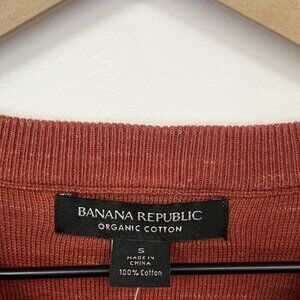 BANANA REPUBLIC
ORGANIC COTTON
S
MADE IN
CHINA
100% Cotton